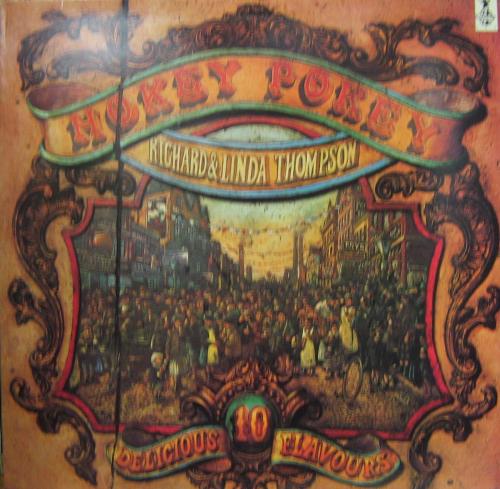 HOKEY POKEY
RICHARD & LINDA THOMPSON
10
DELICIOUS FLAVOURS